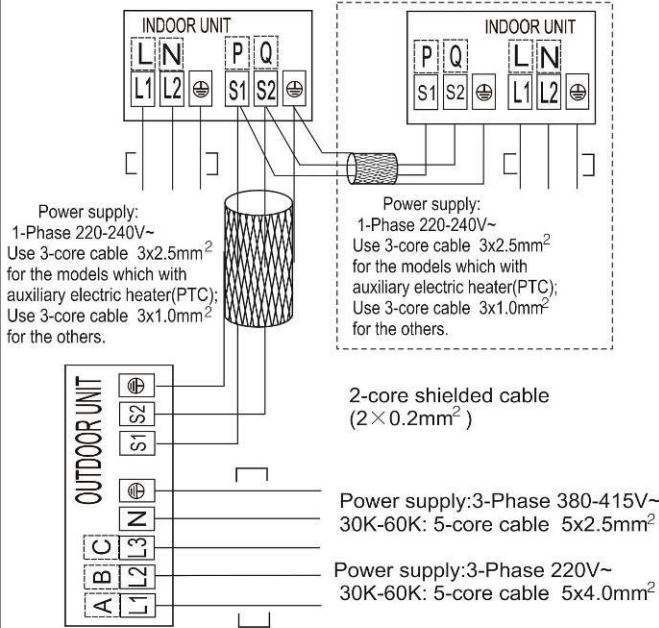 INDOOR UNIT
L N P Q
L1 L2 S1 S2
INDOOR UNIT
P Q L N
S1 S2 L1 L2
Power supply:
1-Phase 220-240V~
Use 3-core cable 3x2.5mm²
for the models which with
auxiliary electric heater(PTC);
Use 3-core cable 3x1.0mm²
for the others.
Power supply:
1-Phase 220-240V~
Use 3-core cable 3x2.5mm²
for the models which with
auxiliary electric heater(PTC);
Use 3-core cable 3x1.0mm²
for the others.
OUTDOOR UNIT
S2
S1
N
C L3
B L2
A L1
2-core shielded cable
(2×0.2mm²)
Power supply:3-Phase 380-415V~
30K-60K: 5-core cable 5x2.5mm²
Power supply:3-Phase 220V~
30K-60K: 5-core cable 5x4.0mm²